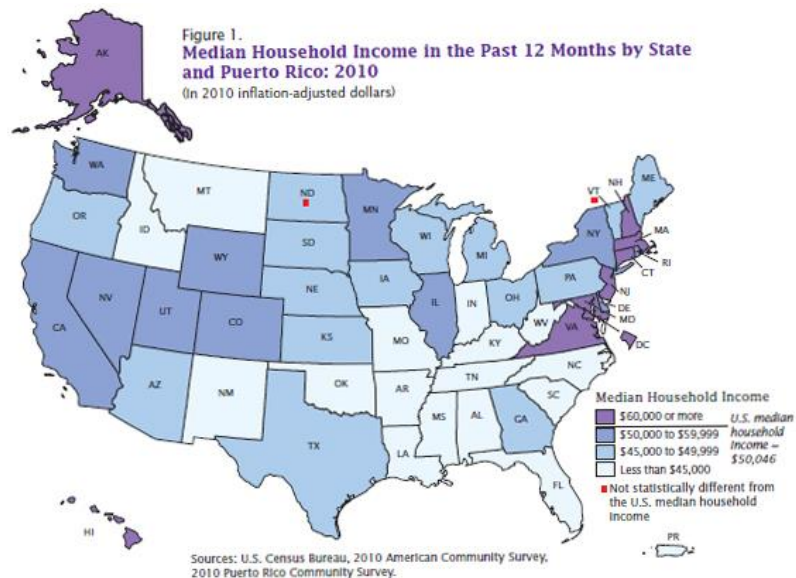 AK
Figure 1.
Median Household Income in the Past 12 Months by State
and Puerto Rico: 2010
(In 2010 inflation-adjusted dollars)
WA
MT
ND
MN
VT
NH
ME
OR
ID
SD
WI
MI
NY
MA
RI
CT
WY
NE
IA
PA
NJ
NV
UT
CO
IL
IN
OH
DE
MD
CA
KS
MO
WV
VA
DC
KY
AZ
NM
OK
AR
TN
NC
SC
MS
AL
GA
TX
LA
FL
Median Household Income
$60,000 or more
$50,000 to $59,999
$45,000 to $49,999
Less than $45,000
U.S. median
household
Income =
$50,046
Not statistically different from
the U.S. median household
income
HI
PR
Sources: U.S. Census Bureau, 2010 American Community Survey,
2010 Puerto Rico Community Survey.